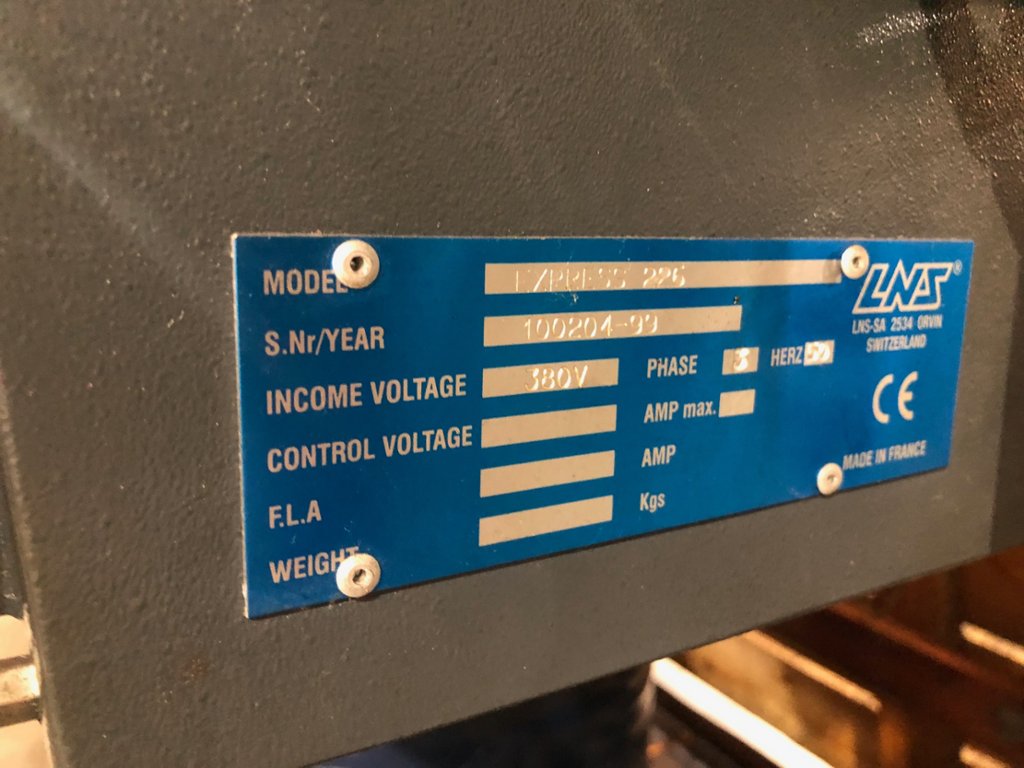 MODEL EXPRESS 226
LNS®
S.Nr/YEAR 100204-99
LNS-SA 2534 ORVIN
SWITZERLAND
INCOME VOLTAGE 380V PHASE 3 HERZ 50
CONTROL VOLTAGE AMP max.
CE
F.L.A AMP
MADE IN FRANCE
WEIGHT Kgs